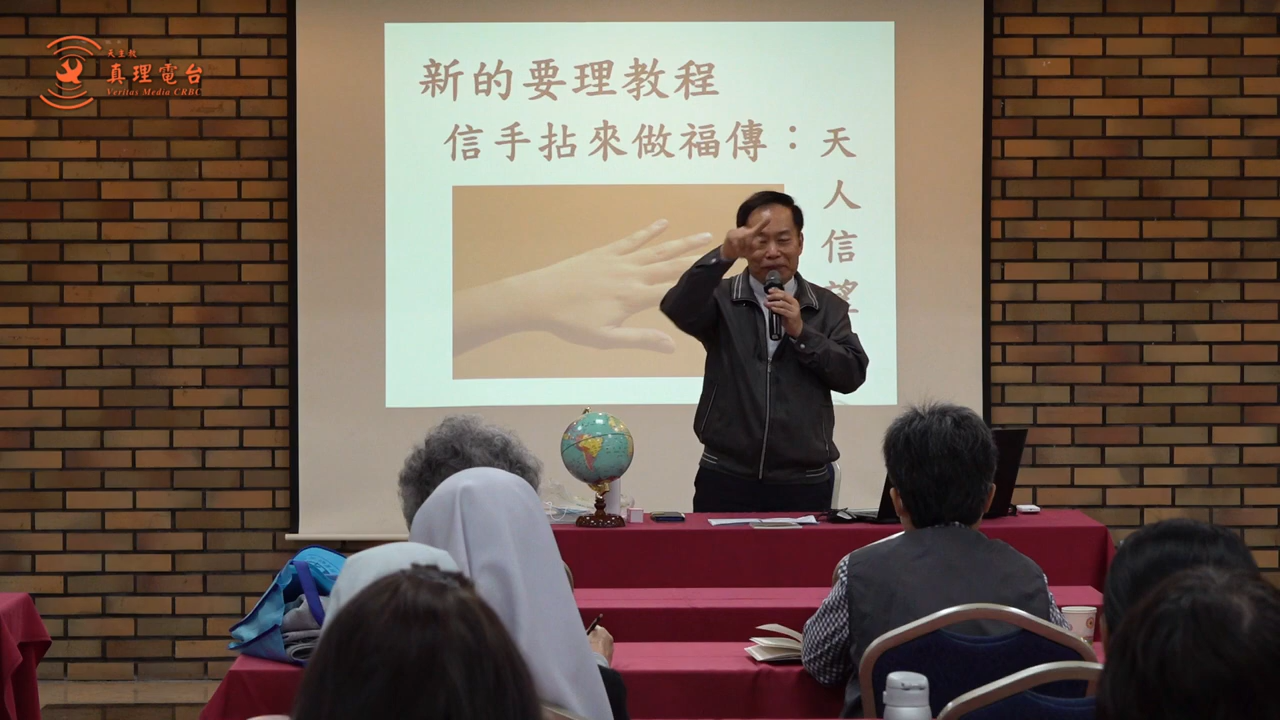 天主教
真理電台
Veritas Media CRBC
新的要理教程
信手拈來做福傳：
天人信望